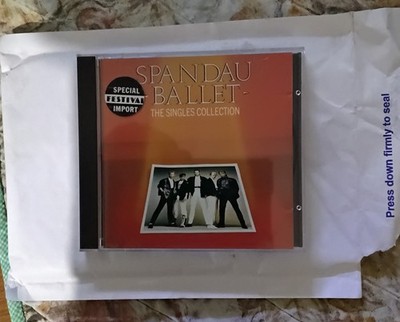 SPANDAU
BALLET
THE SINGLES COLLECTION
SPECIAL
FESTIVAL
IMPORT
Press down firmly to seal